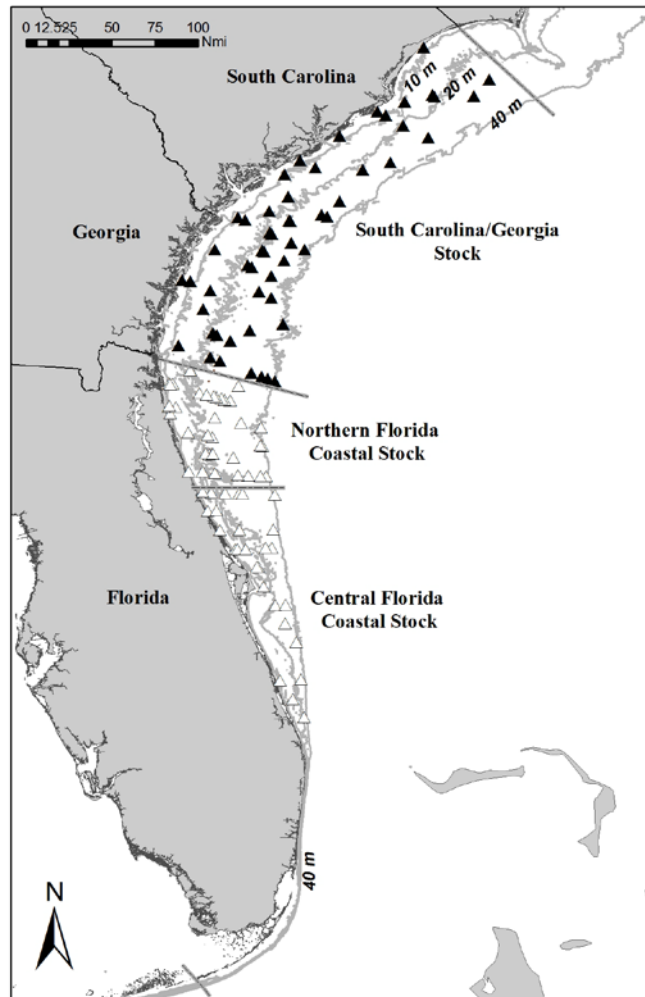 0 12.525 50 75 100
Nmi
South Carolina
10 m
20 m
40 m
South Carolina/Georgia
Stock
Georgia
Northern Florida
Coastal Stock
Florida
Central Florida
Coastal Stock
40 m
N